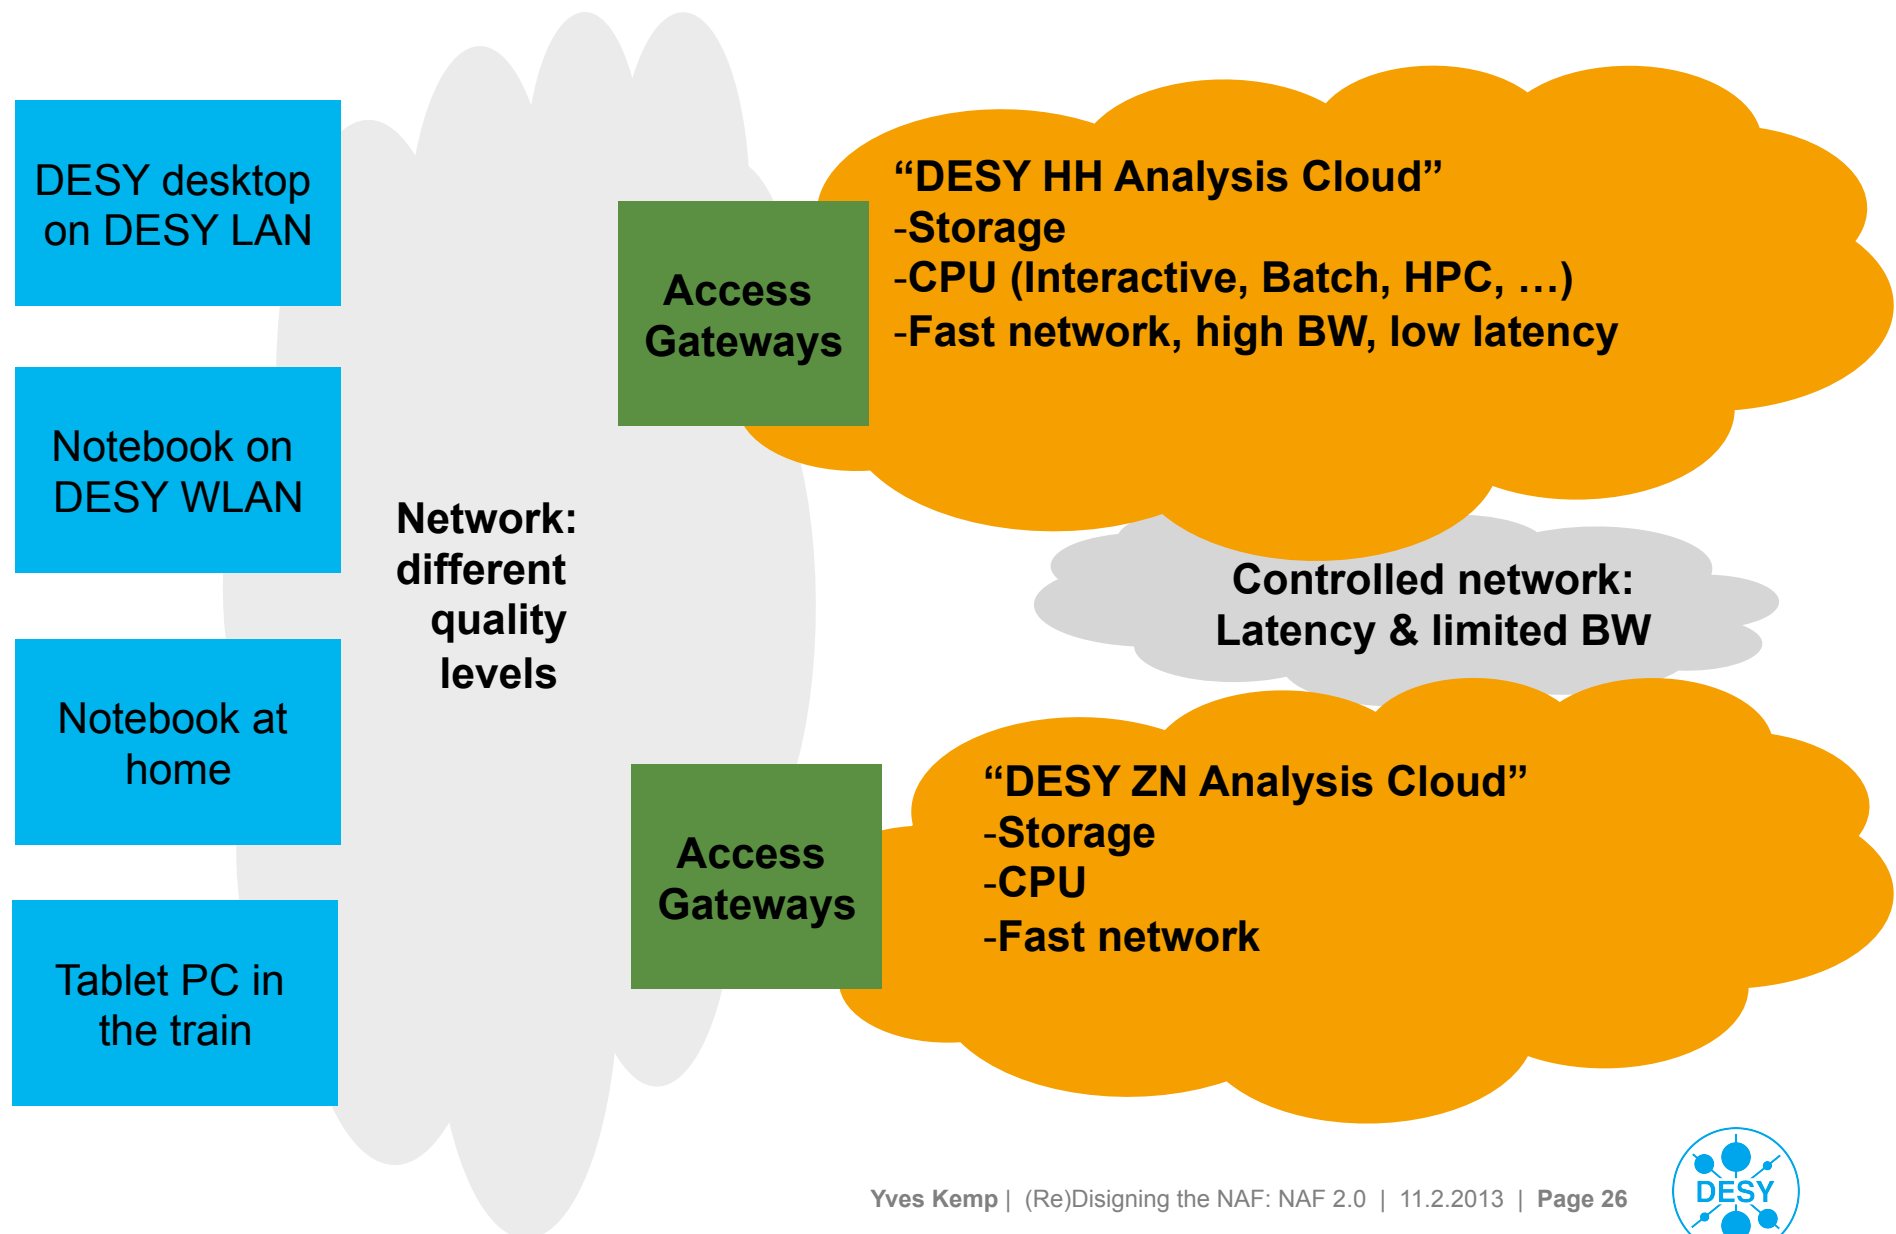 DESY desktop
on DESY LAN
Notebook on
DESY WLAN
Notebook at
home
Tablet PC in
the train
Network:
different
quality
levels
Access
Gateways
“DESY HH Analysis Cloud”
-Storage
-CPU (Interactive, Batch, HPC, …)
-Fast network, high BW, low latency
Controlled network:
Latency & limited BW
Access
Gateways
“DESY ZN Analysis Cloud”
-Storage
-CPU
-Fast network
Yves Kemp | (Re)Disigning the NAF: NAF 2.0 | 11.2.2013 | Page 26
DESY